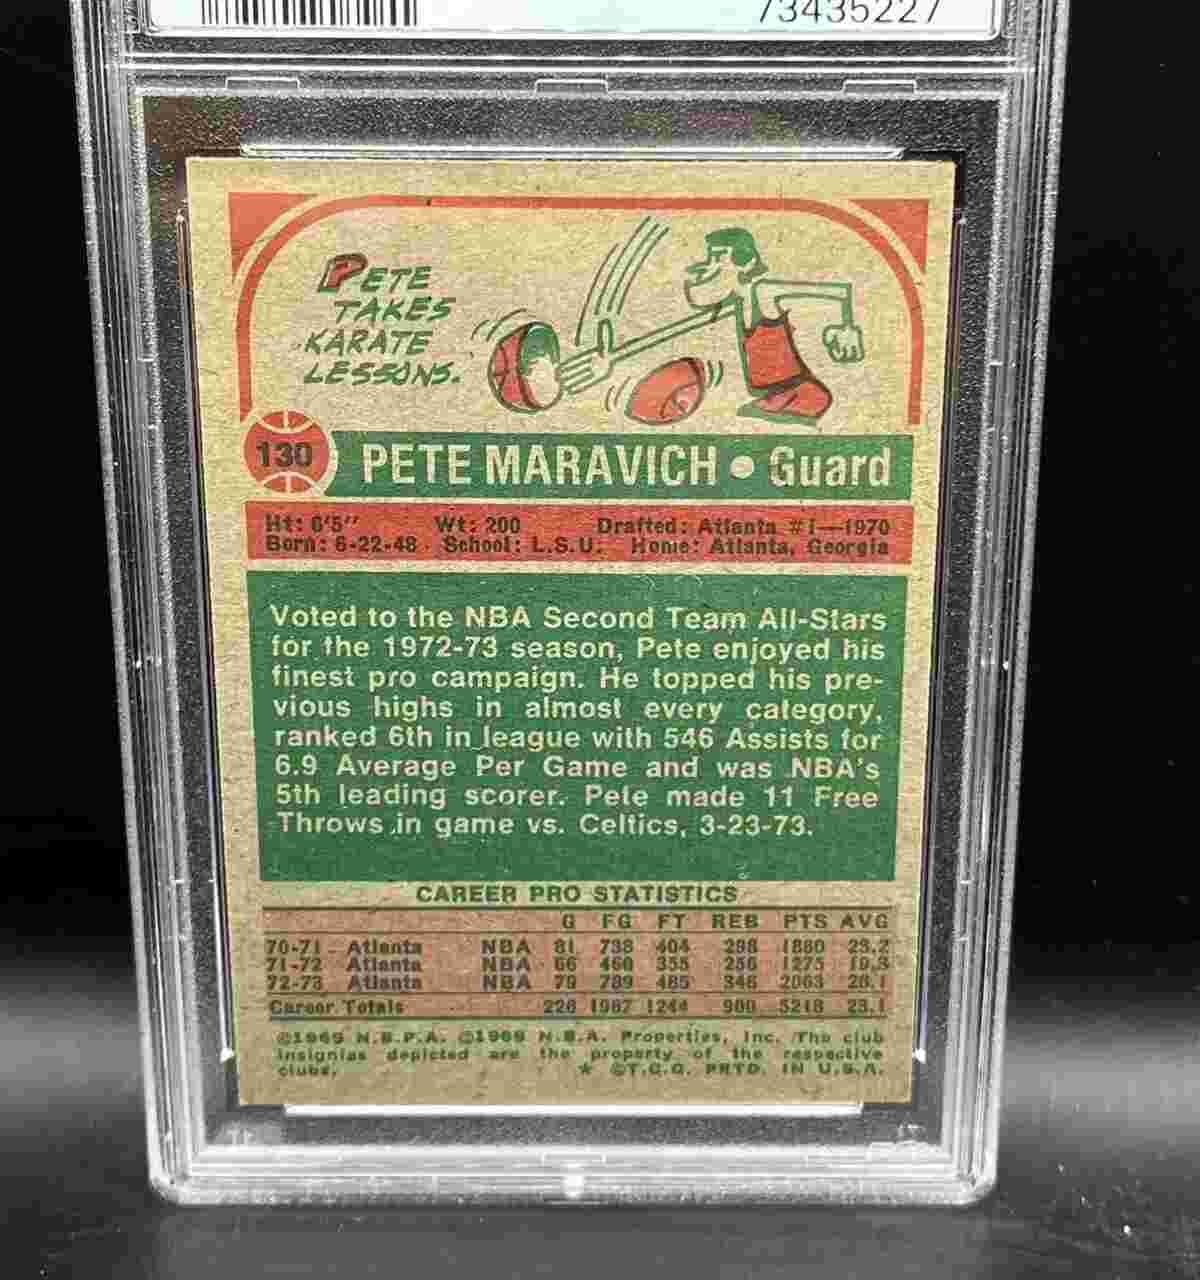 73435227
PETE
TAKES
KARATE
LESSONS.
130
PETE MARAVICH • Guard
Ht: 6'5" Wt: 200 Drafted: Atlanta #1—1970
Born: 6-22-48 School: L.S.U. Home: Atlanta, Georgia
Voted to the NBA Second Team All-Stars
for the 1972-73 season, Pete enjoyed his
finest pro campaign. He topped his pre-
vious highs in almost every category,
ranked 6th in league with 546 Assists for
6.9 Average Per Game and was NBA's
5th leading scorer. Pete made 11 Free
Throws in game vs. Celtics, 3-23-73.
CAREER PRO STATISTICS
G FG FT REB PTS AVG
70-71 Atlanta NBA 81 738 404 298 1880 23.2
71-72 Atlanta NBA 66 460 355 256 1275 19.3
72-73 Atlanta NBA 79 789 485 346 2063 26.1
Career Totals 226 1987 1244 900 5218 23.1
©1969 N.B.P.A. ©1969 N.B.A. Properties, Inc. The club
insignias depicted are the property of the respective
clubs. ★ ©T.C.G. PRTD. IN U.S.A.